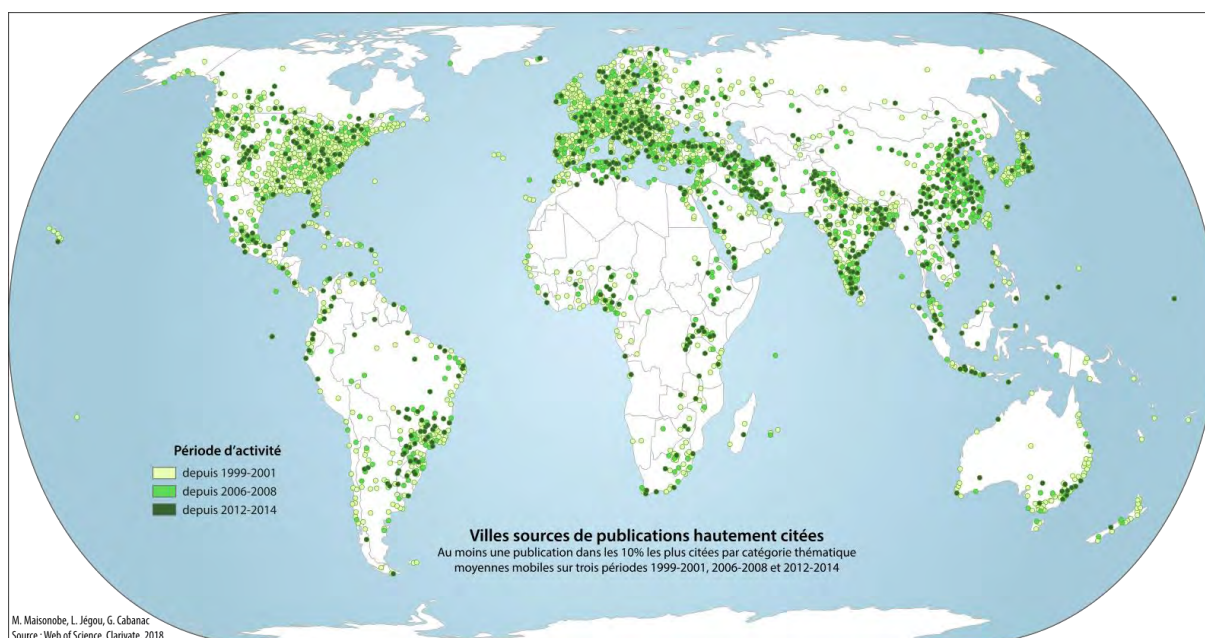 Période d'activité
depuis 1999-2001
depuis 2006-2008
depuis 2012-2014
Villes sources de publications hautement citées
Au moins une publication dans les 10% les plus citées par catégorie thématique
moyennes mobiles sur trois périodes 1999-2001, 2006-2008 et 2012-2014
M. Maisonobe, L. Jégou, G. Cabanac
Source : Web of Science, Clarivate, 2018